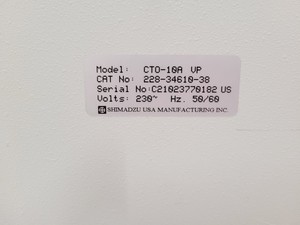 Model: CTO-10A VP
CAT No: 228-34610-38
Serial No:C21023770182 US
Volts: 230~ Hz. 50/60
SHIMADZU USA MANUFACTURING INC.